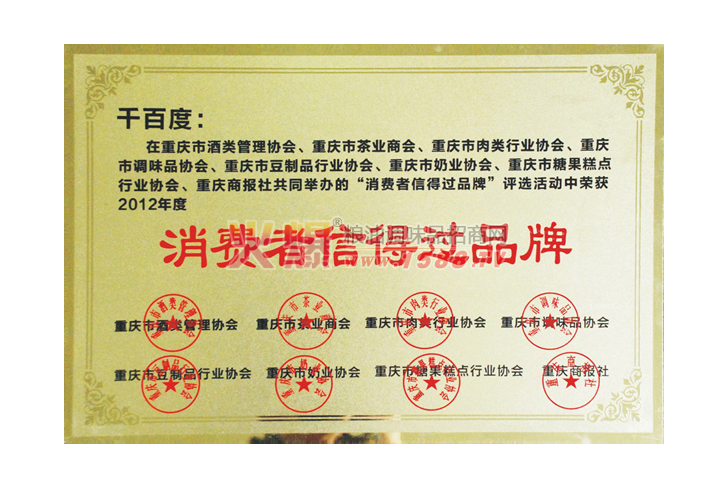 千百度：
在重庆市酒类管理协会、重庆市茶业商会、重庆市肉类行业协会、重庆
市调味品协会、重庆市豆制品行业协会、重庆市奶业协会、重庆市糖果糕点
行业协会、重庆商报社共同举办的“消费者信得过品牌”评选活动中荣获
2012年度
消费者信得过品牌
重庆市酒类管理协会 重庆市茶业商会 重庆市肉类行业协会 重庆市调味品协会
重庆市豆制品行业协会 重庆市奶业协会 重庆市糖果糕点行业协会 重庆商报社